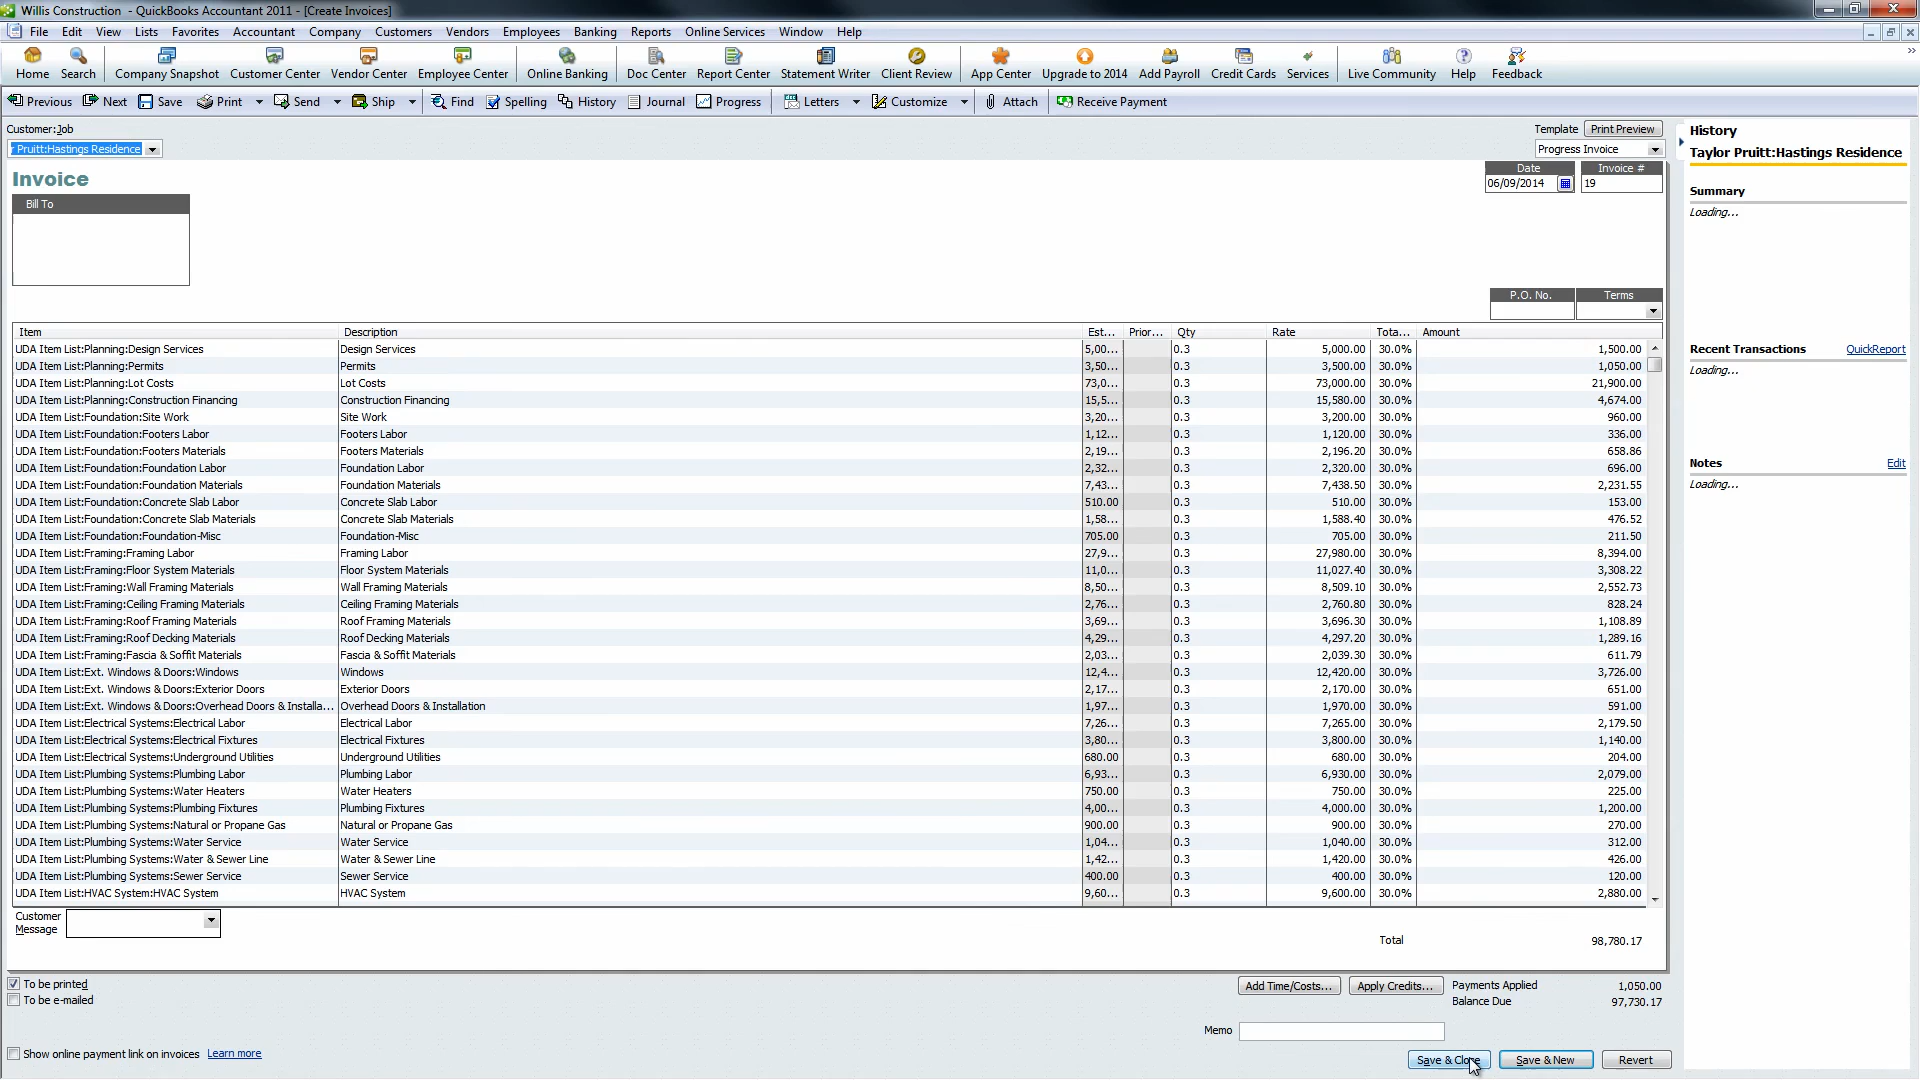 Willis Construction - QuickBooks Accountant 2011 - [Create Invoices]
File Edit View Lists Favorites Accountant Company Customers Vendors Employees Banking Reports Online Services Window Help
Home Search Company Snapshot Customer Center Vendor Center Employee Center Online Banking Doc Center Report Center Statement Writer Client Review App Center Upgrade to 2014 Add Payroll Credit Cards Services Live Community Help Feedback
Previous Next Save Print Send Ship Find Spelling History Journal Progress Letters Customize Attach Receive Payment
Customer:Job Template Print Preview
Pruitt:Hastings Residence Progress Invoice
Invoice
Date Invoice #
06/09/2014 19
Bill To
P.O. No. Terms
Item Description Est... Prior... Qty Rate Tota... Amount
UDA Item List:Planning:Design Services Design Services 5,00... 0.3 5,000.00 30.0% 1,500.00
UDA Item List:Planning:Permits Permits 3,50... 0.3 3,500.00 30.0% 1,050.00
UDA Item List:Planning:Lot Costs Lot Costs 73,0... 0.3 73,000.00 30.0% 21,900.00
UDA Item List:Planning:Construction Financing Construction Financing 15,5... 0.3 15,580.00 30.0% 4,674.00
UDA Item List:Foundation:Site Work Site Work 3,20... 0.3 3,200.00 30.0% 960.00
UDA Item List:Foundation:Footers Labor Footers Labor 1,12... 0.3 1,120.00 30.0% 336.00
UDA Item List:Foundation:Footers Materials Footers Materials 2,19... 0.3 2,196.20 30.0% 658.86
UDA Item List:Foundation:Foundation Labor Foundation Labor 2,32... 0.3 2,320.00 30.0% 696.00
UDA Item List:Foundation:Foundation Materials Foundation Materials 7,43... 0.3 7,438.50 30.0% 2,231.55
UDA Item List:Foundation:Concrete Slab Labor Concrete Slab Labor 510.00 0.3 510.00 30.0% 153.00
UDA Item List:Foundation:Concrete Slab Materials Concrete Slab Materials 1,58... 0.3 1,588.40 30.0% 476.52
UDA Item List:Foundation:Foundation-Misc Foundation-Misc 705.00 0.3 705.00 30.0% 211.50
UDA Item List:Framing:Framing Labor Framing Labor 27,9... 0.3 27,980.00 30.0% 8,394.00
UDA Item List:Framing:Floor System Materials Floor System Materials 11,0... 0.3 11,027.40 30.0% 3,308.22
UDA Item List:Framing:Wall Framing Materials Wall Framing Materials 8,50... 0.3 8,509.10 30.0% 2,552.73
UDA Item List:Framing:Ceiling Framing Materials Ceiling Framing Materials 2,76... 0.3 2,760.80 30.0% 828.24
UDA Item List:Framing:Roof Framing Materials Roof Framing Materials 3,69... 0.3 3,696.30 30.0% 1,108.89
UDA Item List:Framing:Roof Decking Materials Roof Decking Materials 4,29... 0.3 4,297.20 30.0% 1,289.16
UDA Item List:Framing:Fascia & Soffit Materials Fascia & Soffit Materials 2,03... 0.3 2,039.30 30.0% 611.79
UDA Item List:Ext. Windows & Doors:Windows Windows 12,4... 0.3 12,420.00 30.0% 3,726.00
UDA Item List:Ext. Windows & Doors:Exterior Doors Exterior Doors 2,17... 0.3 2,170.00 30.0% 651.00
UDA Item List:Ext. Windows & Doors:Overhead Doors & Installa... Overhead Doors & Installation 1,97... 0.3 1,970.00 30.0% 591.00
UDA Item List:Electrical Systems:Electrical Labor Electrical Labor 7,26... 0.3 7,265.00 30.0% 2,179.50
UDA Item List:Electrical Systems:Electrical Fixtures Electrical Fixtures 3,80... 0.3 3,800.00 30.0% 1,140.00
UDA Item List:Electrical Systems:Underground Utilities Underground Utilities 680.00 0.3 680.00 30.0% 204.00
UDA Item List:Plumbing Systems:Plumbing Labor Plumbing Labor 6,93... 0.3 6,930.00 30.0% 2,079.00
UDA Item List:Plumbing Systems:Water Heaters Water Heaters 750.00 0.3 750.00 30.0% 225.00
UDA Item List:Plumbing Systems:Plumbing Fixtures Plumbing Fixtures 4,00... 0.3 4,000.00 30.0% 1,200.00
UDA Item List:Plumbing Systems:Natural or Propane Gas Natural or Propane Gas 900.00 0.3 900.00 30.0% 270.00
UDA Item List:Plumbing Systems:Water Service Water Service 1,04... 0.3 1,040.00 30.0% 312.00
UDA Item List:Plumbing Systems:Water & Sewer Line Water & Sewer Line 1,42... 0.3 1,420.00 30.0% 426.00
UDA Item List:Plumbing Systems:Sewer Service Sewer Service 400.00 0.3 400.00 30.0% 120.00
UDA Item List:HVAC System:HVAC System HVAC System 9,60... 0.3 9,600.00 30.0% 2,880.00
Customer
Message
Total 98,780.17
To be printed
To be e-mailed
Add Time/Costs... Apply Credits... Payments Applied 1,050.00
Balance Due 97,730.17
Memo
Show online payment link on invoices Learn more
Save & Close Save & New Revert
History
Taylor Pruitt:Hastings Residence
Summary
Loading...
Recent Transactions QuickReport
Loading...
Notes Edit
Loading...